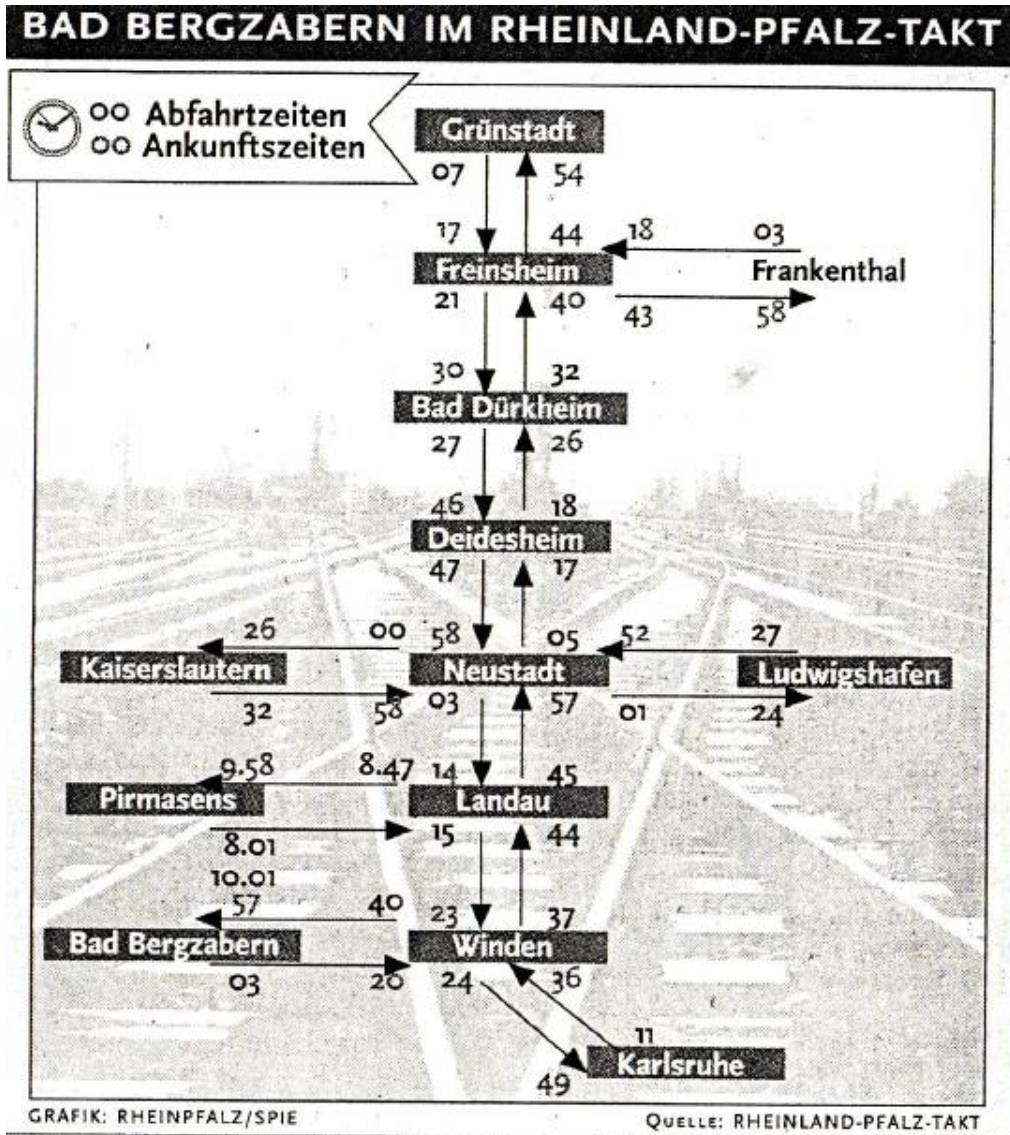 BAD BERGZABERN IM RHEINLAND-PFALZ-TAKT
00 Abfahrtzeiten
00 Ankunftszeiten
Grünstadt
07 54
17 44 18 03
Freinsheim Frankenthal
21 40 43 58
30 32
Bad Dürkheim
27 26
46 18
Deidesheim
47 17
26 00 58 05 52 27
Kaiserslautern Neustadt Ludwigshafen
32 58 03 57 01 24
9.58 8.47 14 45
Pirmasens Landau
8.01 15 44
10.01
57 40 23 37
Bad Bergzabern Winden
03 20 24 36
11
Karlsruhe
49
GRAFIK: RHEINPFALZ/SPIE QUELLE: RHEINLAND-PFALZ-TAKT